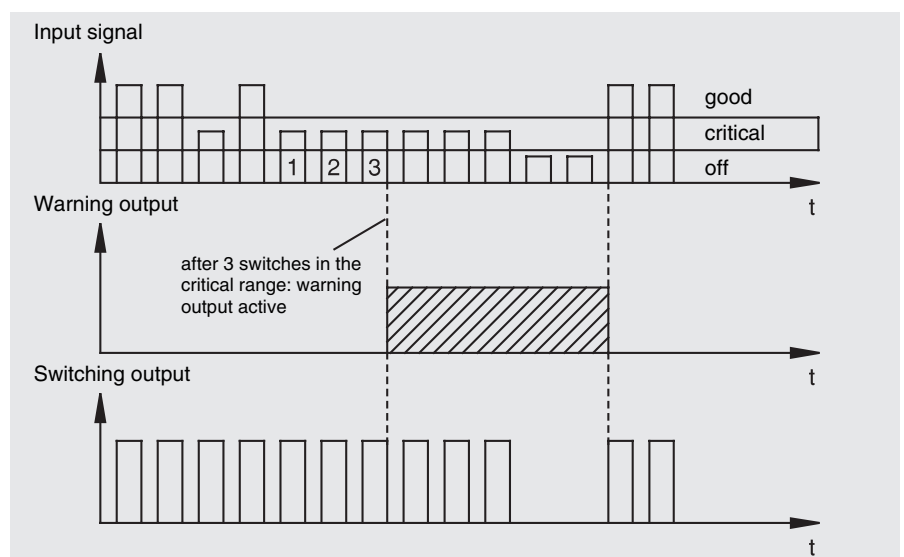 Input signal
good
critical
1 2 3
off
t
Warning output
after 3 switches in the
critical range: warning
output active
t
Switching output
t